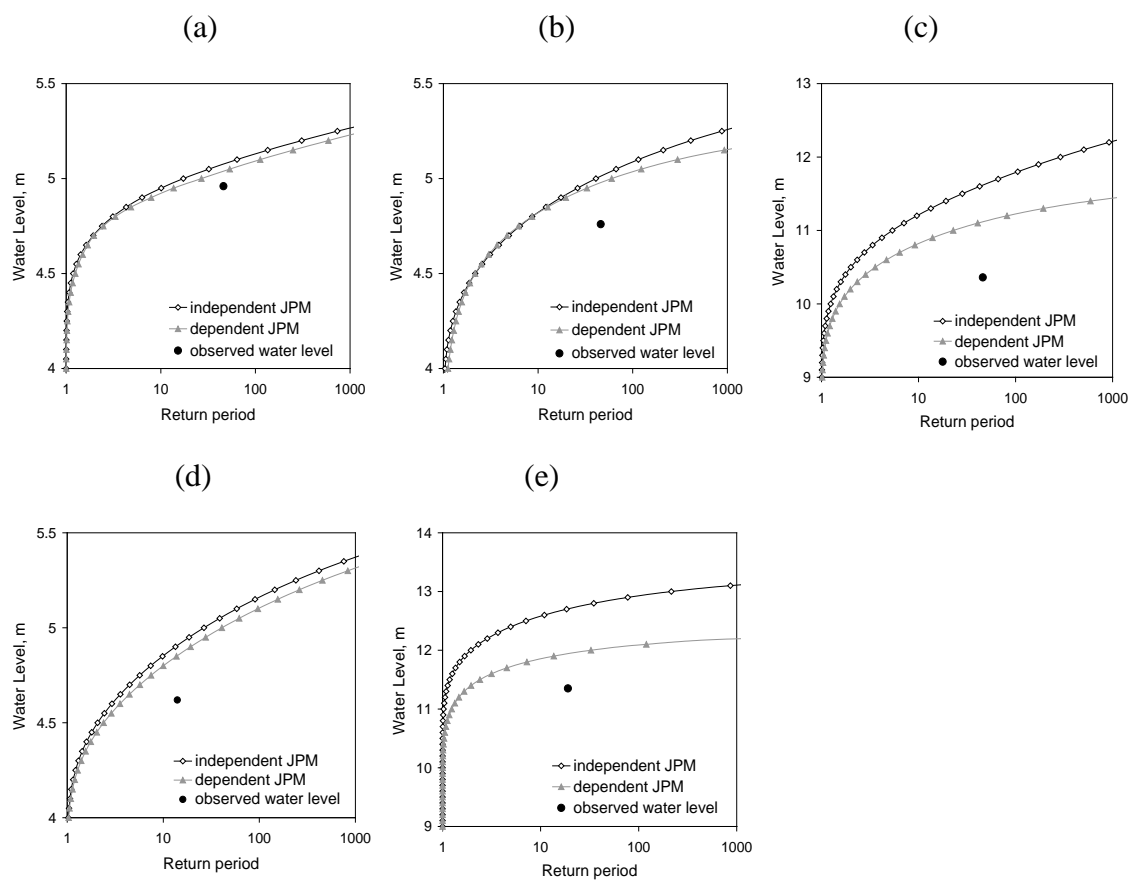 (a)
5.5
5
4.5
4
Water Level, m
independent JPM
dependent JPM
observed water level
1 10 100 1000
Return period
(b)
5.5
5
4.5
4
Water Level, m
independent JPM
dependent JPM
observed water level
1 10 100 1000
Return period
(c)
13
12
11
10
9
Water Level, m
independent JPM
dependent JPM
observed water level
1 10 100 1000
Return period
(d)
5.5
5
4.5
4
Water Level, m
independent JPM
dependent JPM
observed water level
1 10 100 1000
Return period
(e)
14
13
12
11
10
9
Water Level, m
independent JPM
dependent JPM
observed water level
1 10 100 1000
Return period